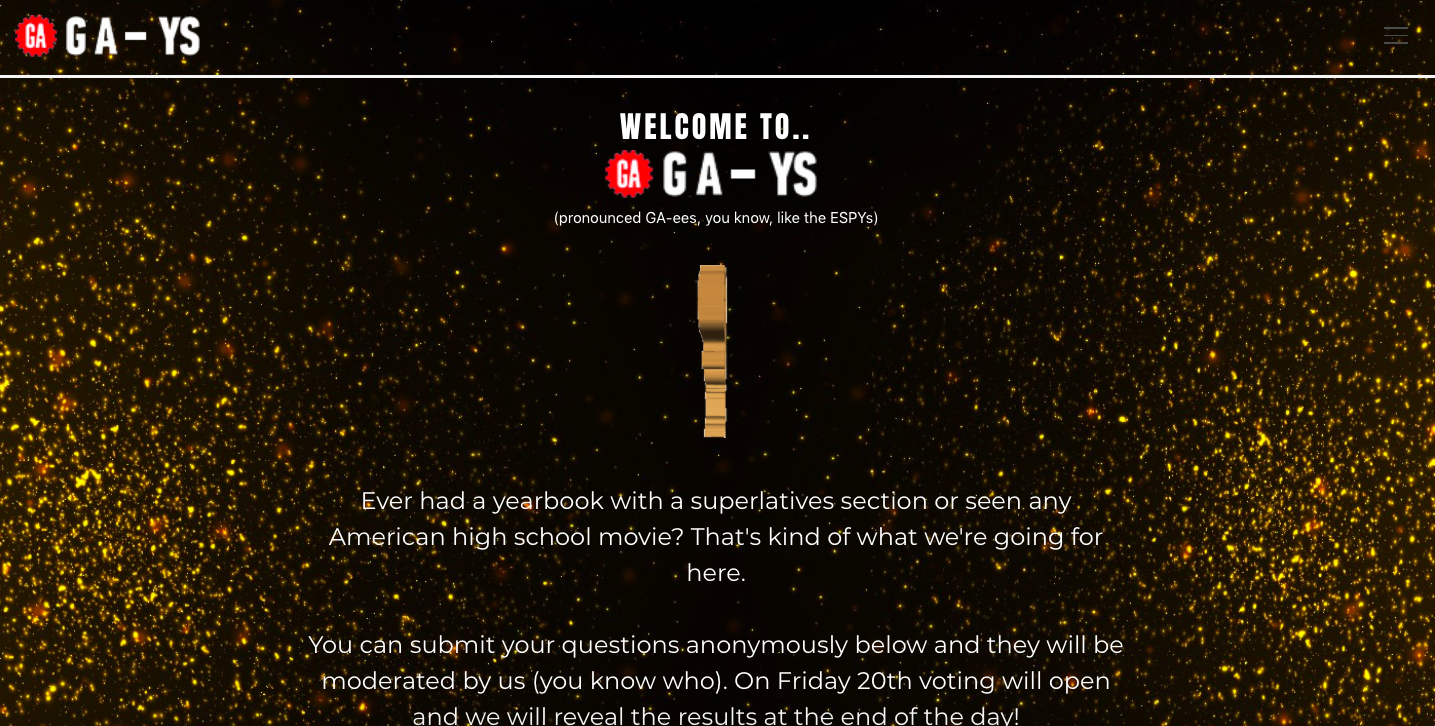 GA GA-YS
WELCOME TO..
GA GA-YS
(pronounced GA-ees, you know, like the ESPYs)
Ever had a yearbook with a superlatives section or seen any
American high school movie? That's kind of what we're going for
here.
You can submit your questions anonymously below and they will be
moderated by us (you know who). On Friday 20th voting will open
and we will reveal the results at the end of the day!